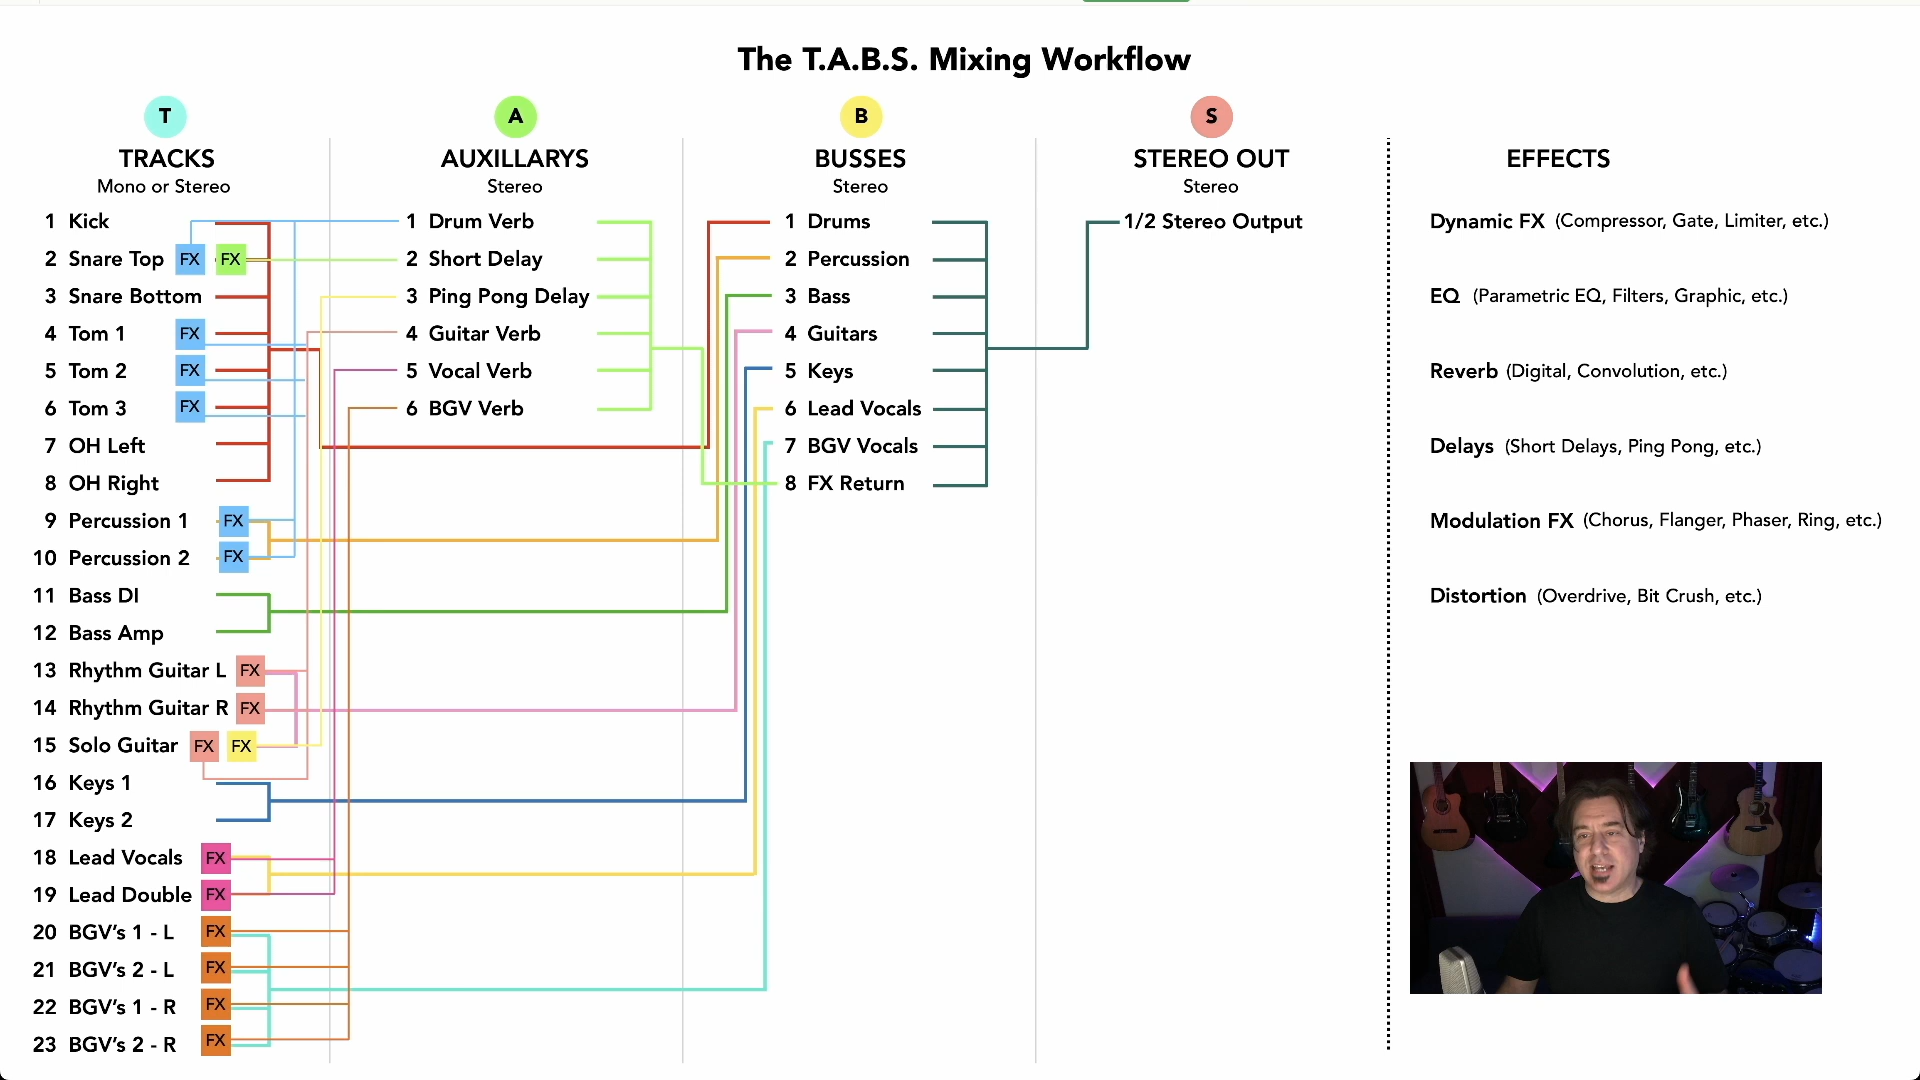 The T.A.B.S. Mixing Workflow
T
TRACKS
Mono or Stereo
1 Kick
2 Snare Top FX FX
3 Snare Bottom
4 Tom 1 FX
5 Tom 2 FX
6 Tom 3 FX
7 OH Left
8 OH Right
9 Percussion 1 FX
10 Percussion 2 FX
11 Bass DI
12 Bass Amp
13 Rhythm Guitar L FX
14 Rhythm Guitar R FX
15 Solo Guitar FX FX
16 Keys 1
17 Keys 2
18 Lead Vocals FX
19 Lead Double FX
20 BGV's 1 - L FX
21 BGV's 2 - L FX
22 BGV's 1 - R FX
23 BGV's 2 - R FX
A
AUXILLARYS
Stereo
1 Drum Verb
2 Short Delay
3 Ping Pong Delay
4 Guitar Verb
5 Vocal Verb
6 BGV Verb
B
BUSSES
Stereo
1 Drums
2 Percussion
3 Bass
4 Guitars
5 Keys
6 Lead Vocals
7 BGV Vocals
8 FX Return
S
STEREO OUT
Stereo
1/2 Stereo Output
EFFECTS
Dynamic FX (Compressor, Gate, Limiter, etc.)
EQ (Parametric EQ, Filters, Graphic, etc.)
Reverb (Digital, Convolution, etc.)
Delays (Short Delays, Ping Pong, etc.)
Modulation FX (Chorus, Flanger, Phaser, Ring, etc.)
Distortion (Overdrive, Bit Crush, etc.)